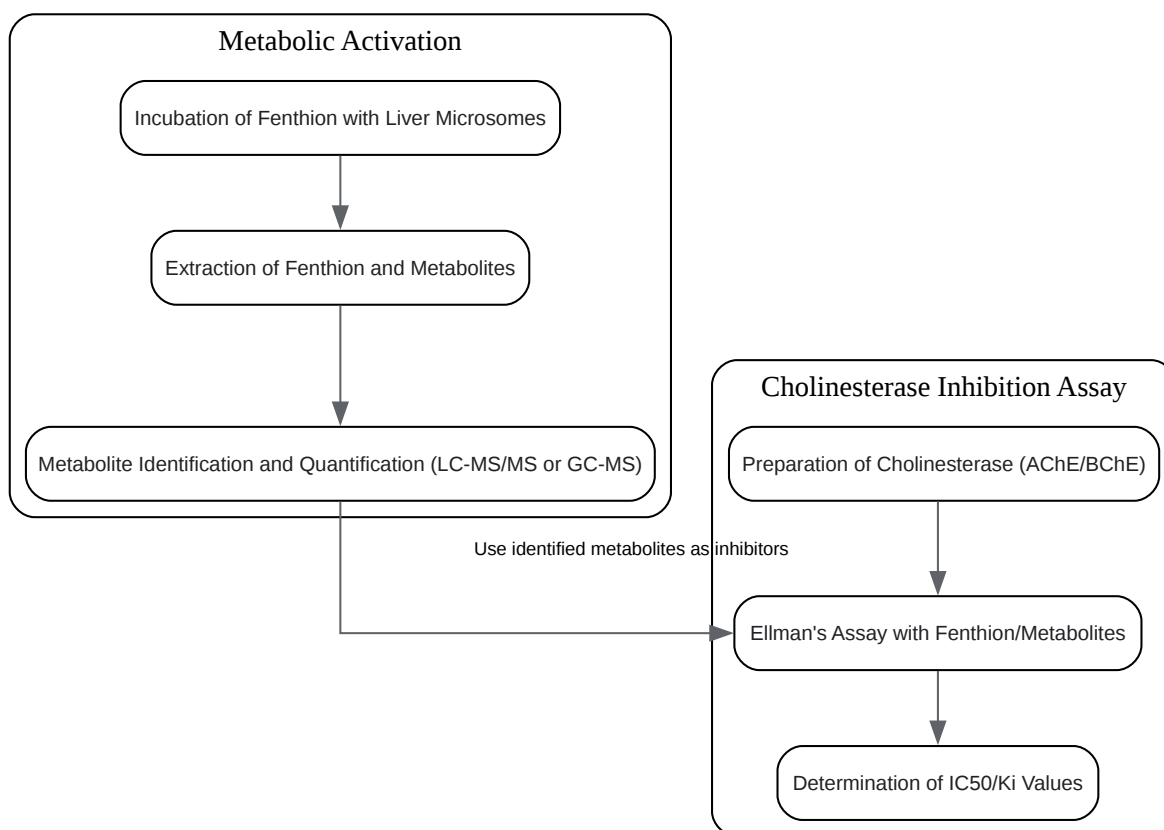 Metabolic Activation
Incubation of Fenthion with Liver Microsomes
Extraction of Fenthion and Metabolites
Metabolite Identification and Quantification (LC-MS/MS or GC-MS)
Use identified metabolites as inhibitors
Cholinesterase Inhibition Assay
Preparation of Cholinesterase (AChE/BChE)
Ellman's Assay with Fenthion/Metabolites
Determination of IC50/Ki Values